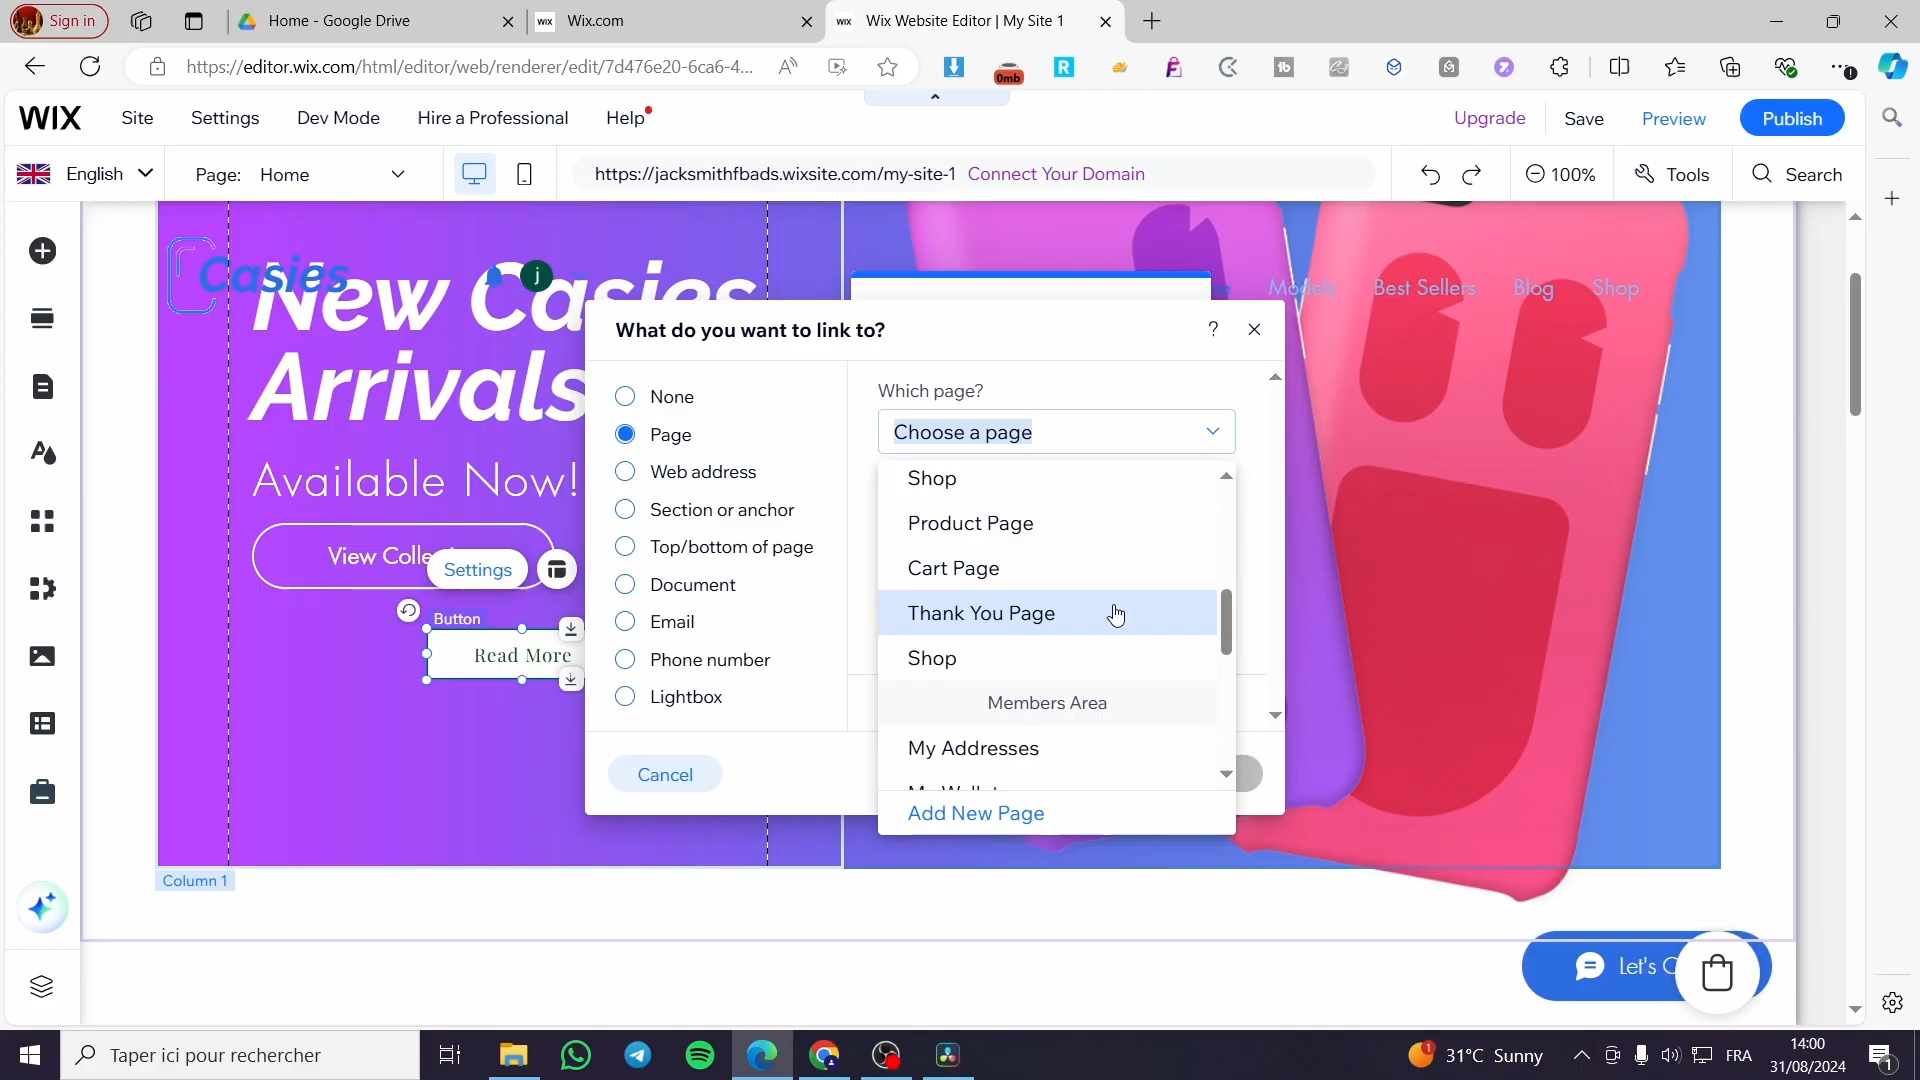 Sign in
Home - Google Drive
WIX Wix.com
WIX Wix Website Editor | My Site 1
https://editor.wix.com/html/editor/web/renderer/edit/7d476e20-6ca6-4...
0mb
WIX Site Settings Dev Mode Hire a Professional Help
Upgrade Save Preview Publish
English Page: Home
https://jacksmithfbads.wixsite.com/my-site-1 Connect Your Domain
100% Tools Search
Casies
j
Models Best Sellers Blog Shop
New Casies
Arrivals
Available Now!
Settings
Button
Read More
Column 1
What do you want to link to? ?
None
Page
Web address
Section or anchor
Top/bottom of page
Document
Email
Phone number
Lightbox
Cancel
Which page?
Choose a page
Shop
Product Page
Cart Page
Thank You Page
Shop
Members Area
My Addresses
Add New Page
Let's
Taper ici pour rechercher
31°C Sunny
FRA
14:00
31/08/2024
1